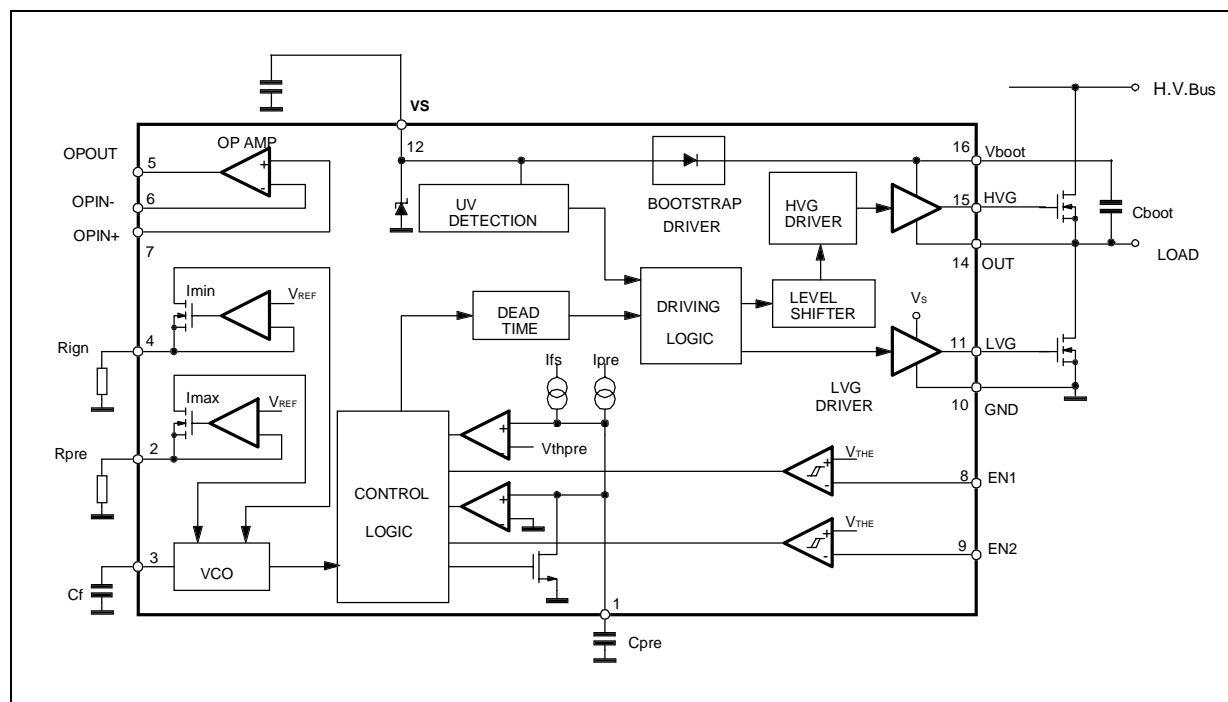 H.V.Bus
VS
OP AMP
OPOUT
5
12
16
Vboot
6
OPIN-
UV
DETECTION
BOOTSTRAP
DRIVER
HVG
DRIVER
15
HVG
Cboot
OPIN+
7
14
OUT
LOAD
Imin
VREF
DEAD
TIME
DRIVING
LOGIC
LEVEL
SHIFTER
VS
Rign
4
11
LVG
Ifs
Ipre
Imax
VREF
LVG
DRIVER
10
GND
Rpre
2
Vthpre
VTHE
8
EN1
CONTROL
LOGIC
VTHE
9
EN2
3
VCO
Cf
1
Cpre
+
-
+
-
+
-
+
-
+
-